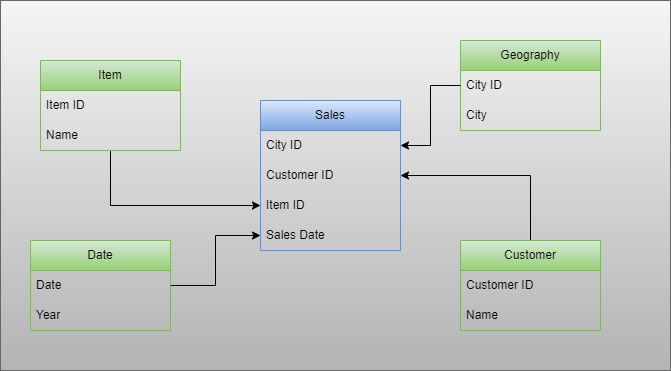 Item
Item ID
Name
Sales
City ID
Customer ID
Item ID
Sales Date
Geography
City ID
City
Date
Date
Year
Customer
Customer ID
Name